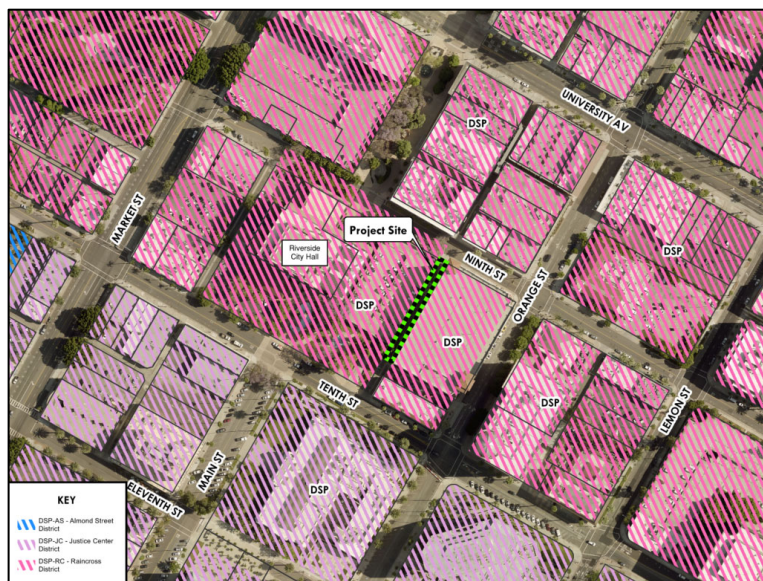 UNIVERSITY AV
DSP
MARKET ST
Project Site
Riverside
City Hall
NINTH ST
DSP
ORANGE ST
DSP
DSP
DSP
TENTH ST
LEMON ST
MAIN ST
ELEVENTH ST
DSP
KEY
DSP-AS - Almond Street
District
DSP-JC - Justice Center
District
DSP-RC - Raincross
District